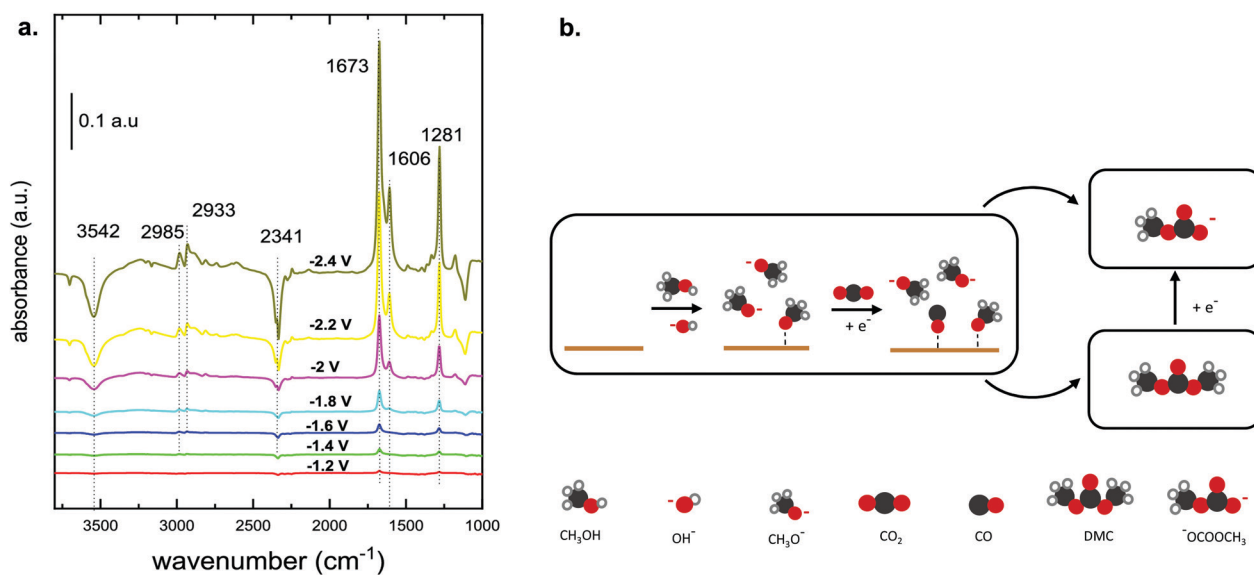 a.
0.1 a.u
absorbance (a.u.)
3542
2985
2933
2341
1673
1606
1281
-2.4 V
-2.2 V
-2 V
-1.8 V
-1.6 V
-1.4 V
-1.2 V
3500 3000 2500 2000 1500 1000
wavenumber (cm⁻¹)
b.
-
-
-
-
+ e⁻
-
-
-
+ e⁻
-
-
-
CH₃OH
OH⁻
CH₃O⁻
CO₂
CO
DMC
⁻OCOOCH₃